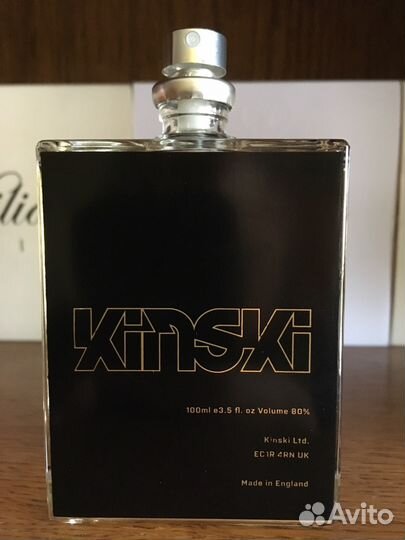 KinSKi
100ml e3.5 fl. oz Volume 80%
Kinski Ltd.
EC1R 4RN UK
Made in England
Avito